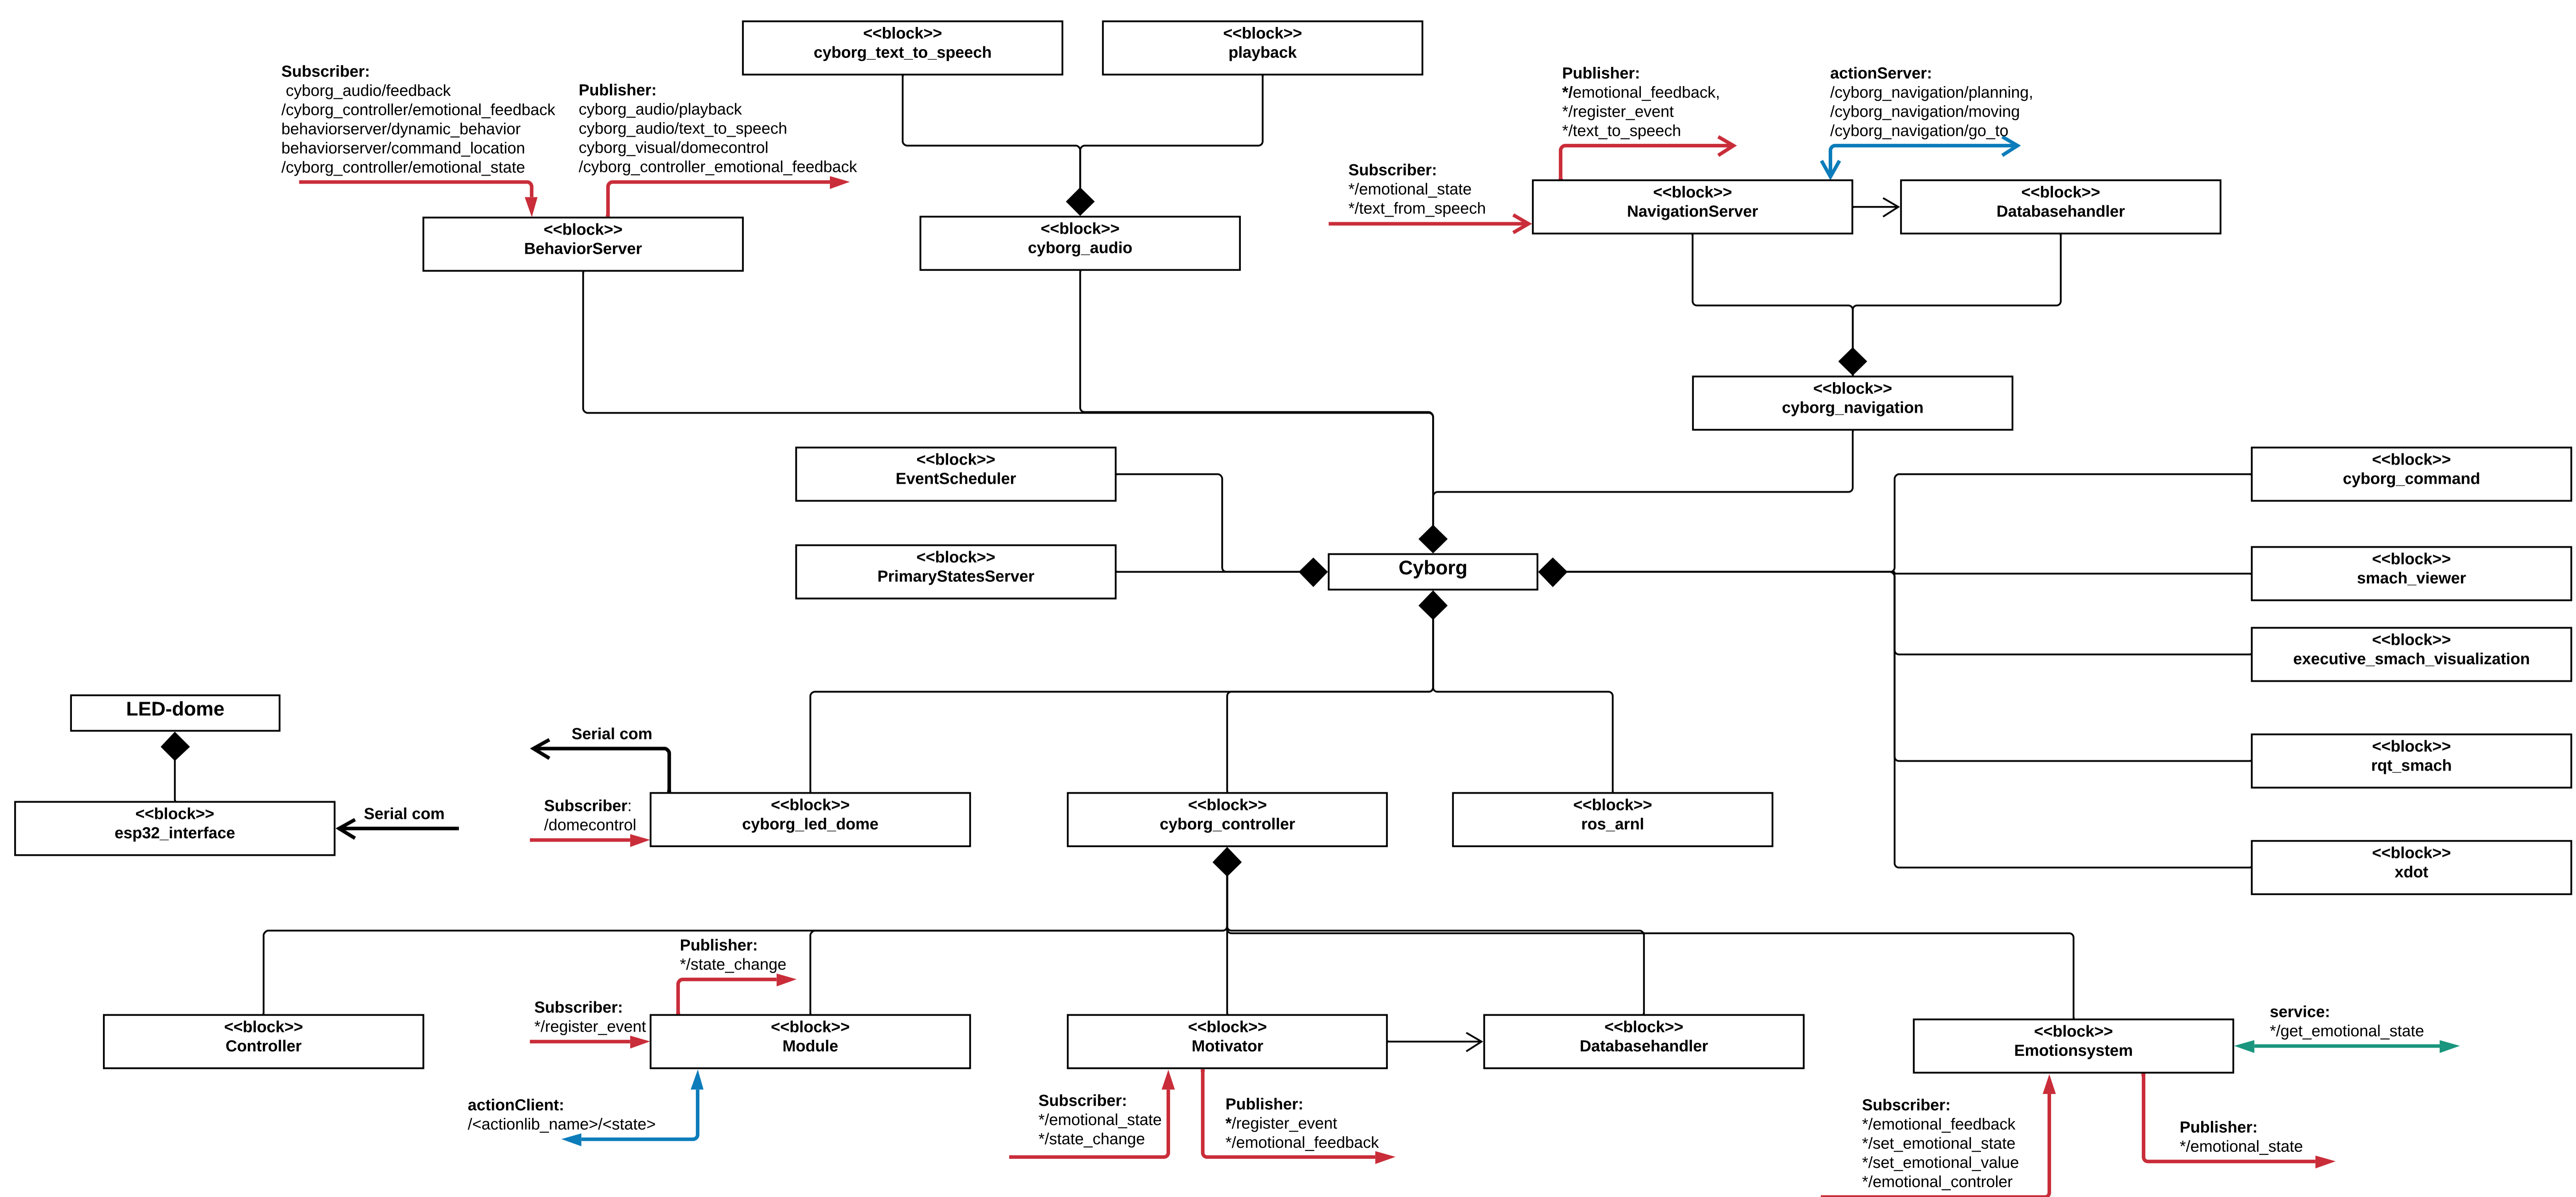 <<block>>
cyborg_text_to_speech
<<block>>
playback
Subscriber:
cyborg_audio/feedback
/cyborg_controller/emotional_feedback
behaviorserver/dynamic_behavior
behaviorserver/command_location
/cyborg_controller/emotional_state
Publisher:
cyborg_audio/playback
cyborg_audio/text_to_speech
cyborg_visual/domecontrol
/cyborg_controller_emotional_feedback
Publisher:
*/emotional_feedback,
*/register_event
*/text_to_speech
actionServer:
/cyborg_navigation/planning,
/cyborg_navigation/moving
/cyborg_navigation/go_to
Subscriber:
*/emotional_state
*/text_from_speech
<<block>>
NavigationServer
<<block>>
Databasehandler
<<block>>
BehaviorServer
<<block>>
cyborg_audio
<<block>>
cyborg_navigation
<<block>>
EventScheduler
<<block>>
cyborg_command
<<block>>
PrimaryStatesServer
Cyborg
<<block>>
smach_viewer
<<block>>
executive_smach_visualization
LED-dome
Serial com
<<block>>
rqt_smach
<<block>>
esp32_interface
Serial com
Subscriber:
/domecontrol
<<block>>
cyborg_led_dome
<<block>>
cyborg_controller
<<block>>
ros_arnl
<<block>>
xdot
Publisher:
*/state_change
Subscriber:
*/register_event
<<block>>
Controller
<<block>>
Module
<<block>>
Motivator
<<block>>
Databasehandler
<<block>>
Emotionsystem
service:
*/get_emotional_state
actionClient:
/<actionlib_name>/<state>
Subscriber:
*/emotional_state
*/state_change
Publisher:
*/register_event
*/emotional_feedback
Subscriber:
*/emotional_feedback
*/set_emotional_state
*/set_emotional_value
*/emotional_controler
Publisher:
*/emotional_state